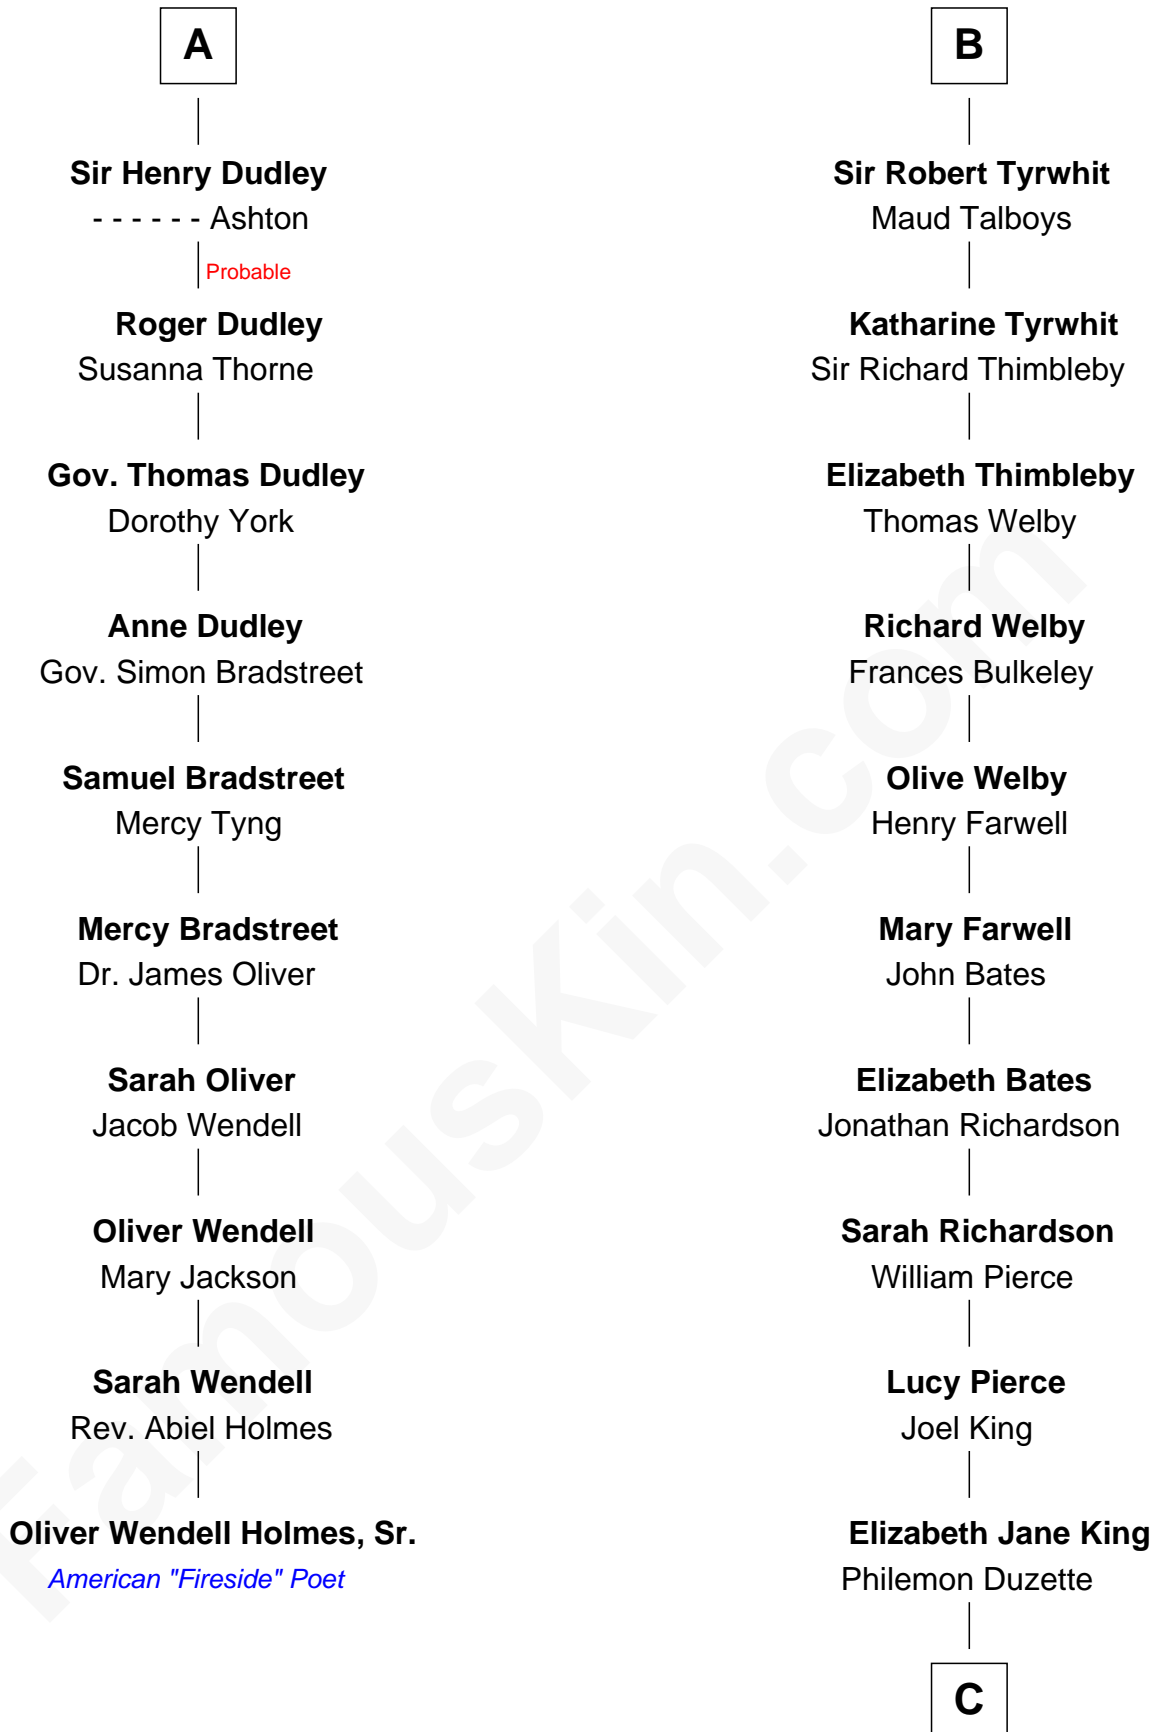 A
Sir Henry Dudley
- - - - - - Ashton
Probable
Roger Dudley
Susanna Thorne
Gov. Thomas Dudley
Dorothy York
Anne Dudley
Gov. Simon Bradstreet
Samuel Bradstreet
Mercy Tyng
Mercy Bradstreet
Dr. James Oliver
Sarah Oliver
Jacob Wendell
Oliver Wendell
Mary Jackson
Sarah Wendell
Rev. Abiel Holmes
Oliver Wendell Holmes, Sr.
American "Fireside" Poet
B
Sir Robert Tyrwhit
Maud Talboys
Katharine Tyrwhit
Sir Richard Thimbleby
Elizabeth Thimbleby
Thomas Welby
Richard Welby
Frances Bulkeley
Olive Welby
Henry Farwell
Mary Farwell
John Bates
Elizabeth Bates
Jonathan Richardson
Sarah Richardson
William Pierce
Lucy Pierce
Joel King
Elizabeth Jane King
Philemon Duzette
C
FamousKin.com